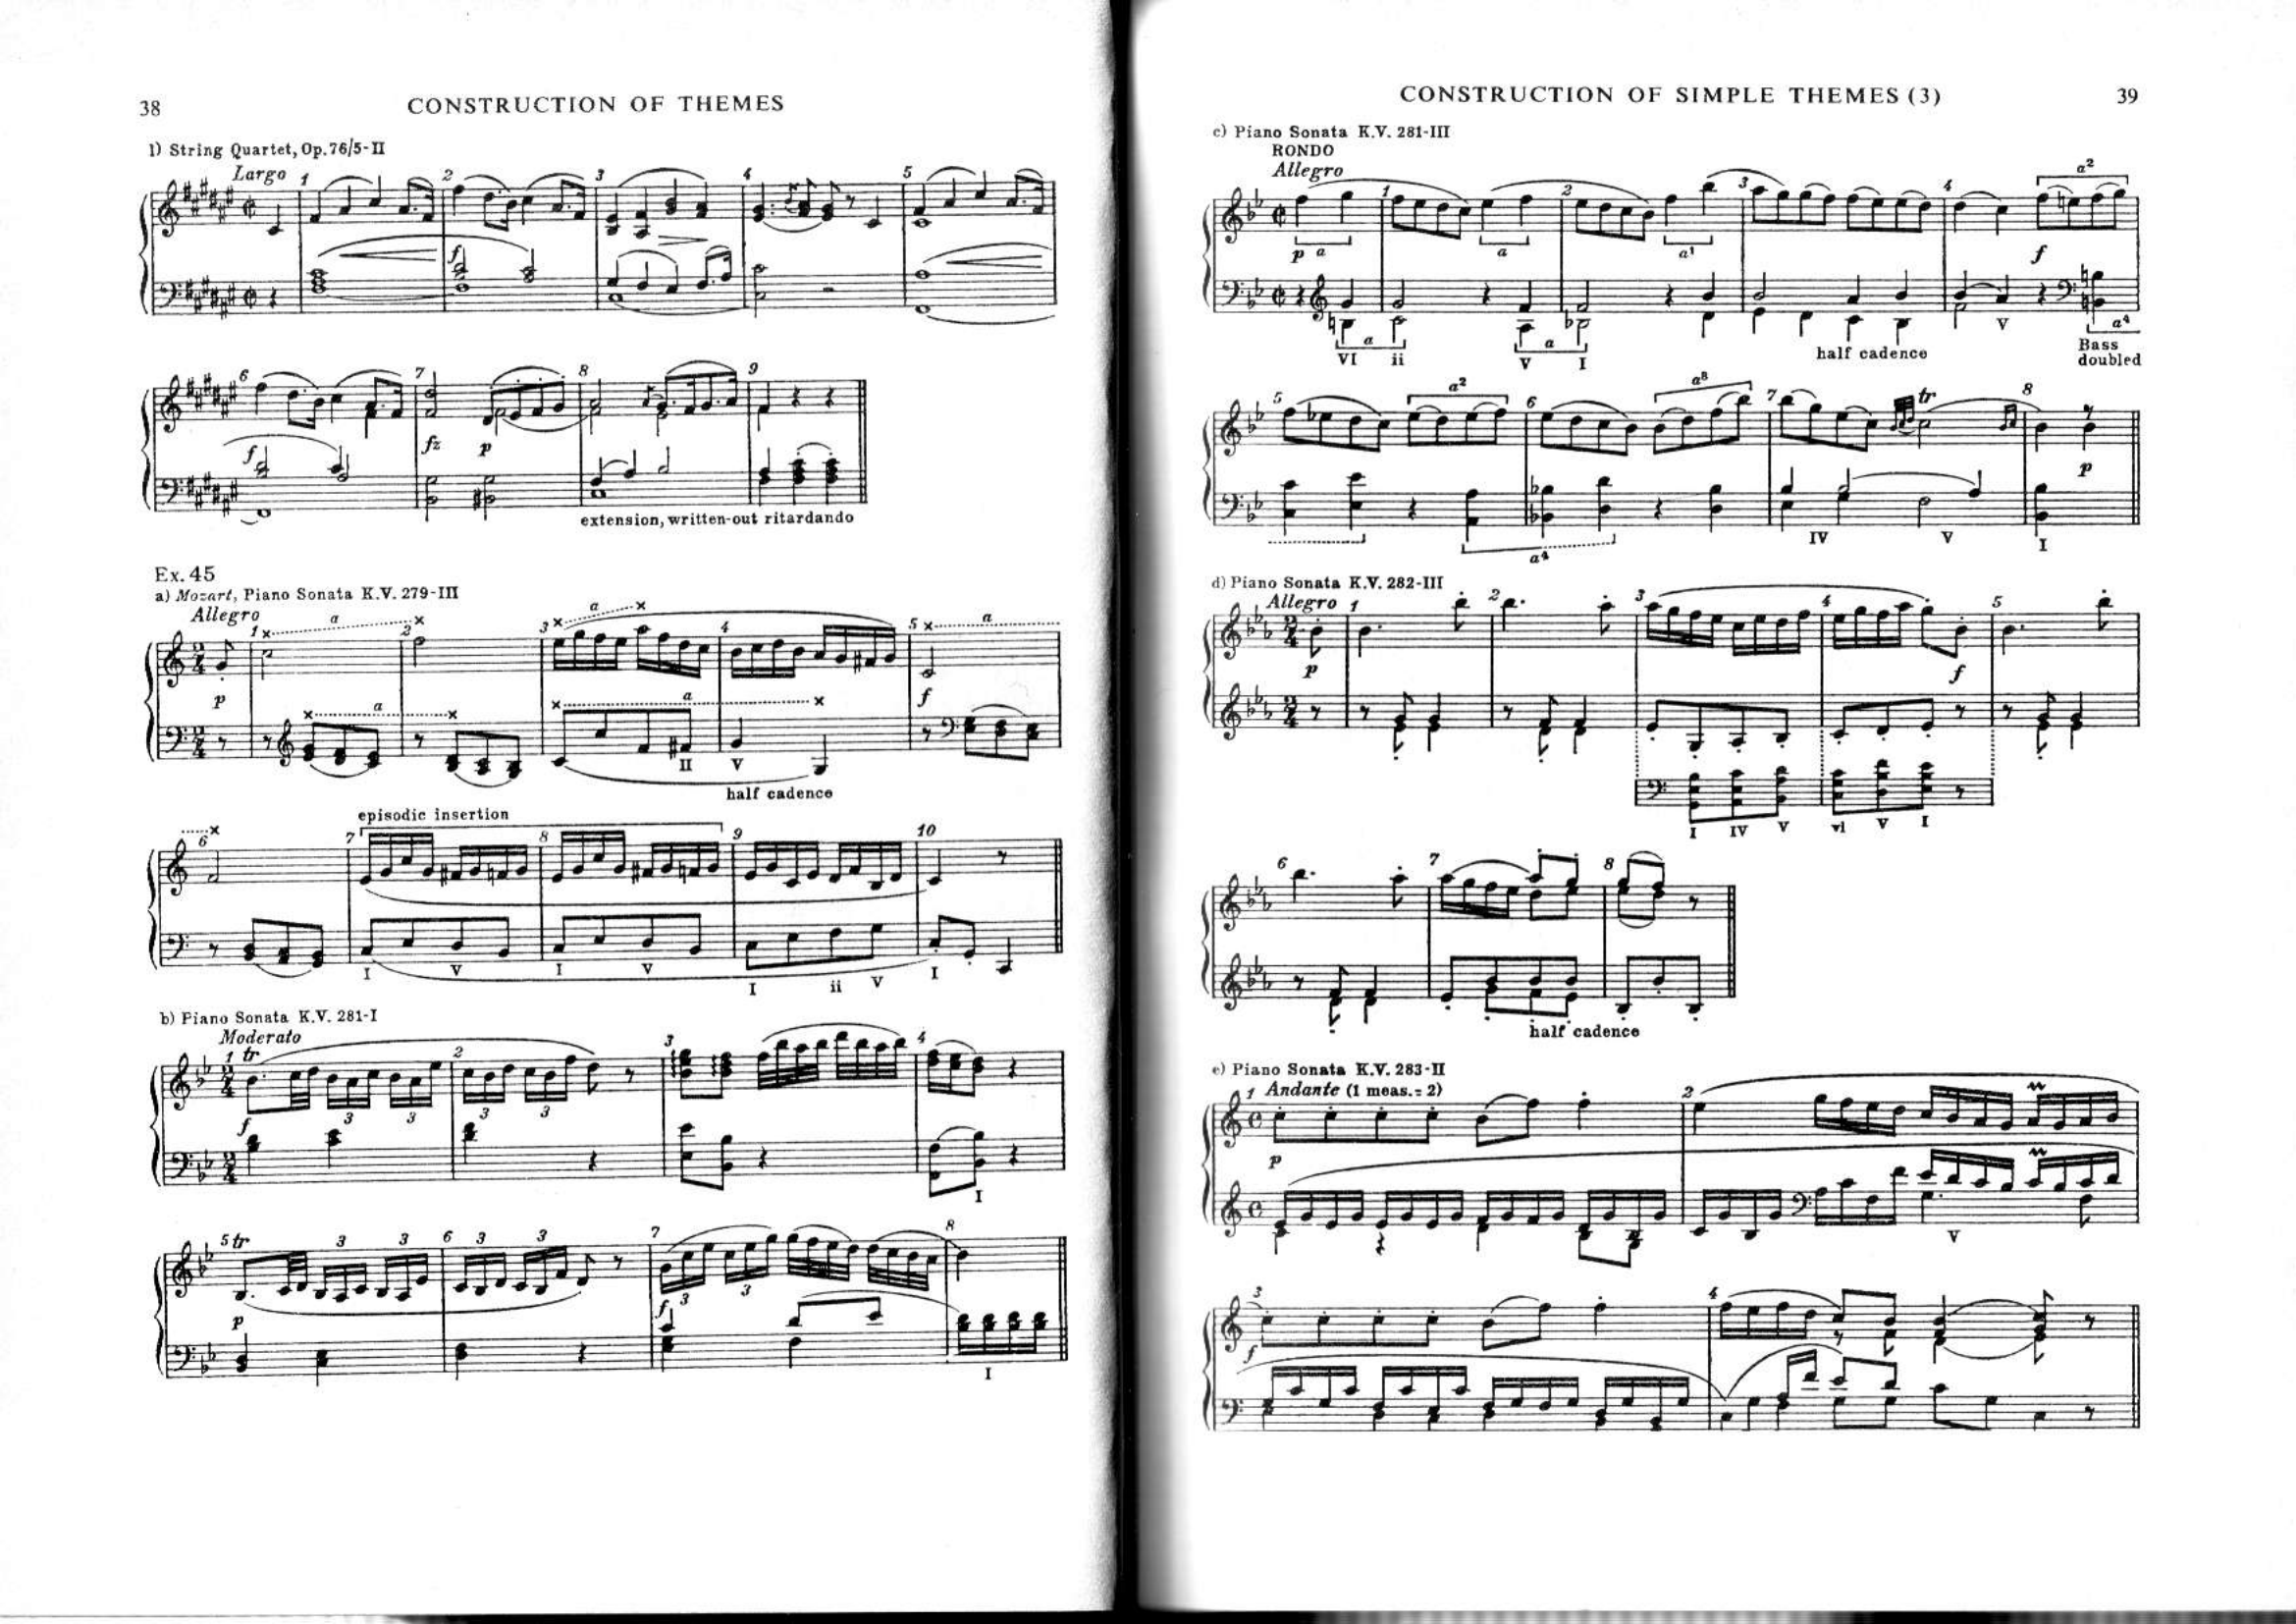 38
CONSTRUCTION OF THEMES
l) String Quartet, Op.76/5-II
Largo
1 2 3 4 5
f
6 7 8 9
f fz p
extension, written-out ritardando
Ex. 45
a) Mozart, Piano Sonata K.V. 279-III
Allegro
1 x a x 2 3 x a x 4 5 x a
p x a x x a x f
II V
half cadence
episodic insertion
x
6 7 8 9 10
I V I V I ii V I
b) Piano Sonata K.V. 281-I
Moderato
1 tr 2 3 4
3 3 3 3
f
I
5 tr 3 3 6 3 3 7 8
p f 3 3
I
CONSTRUCTION OF SIMPLE THEMES (3)
39
c) Piano Sonata K.V. 281-III
RONDO
Allegro
a2
1 2 3 4
p a a a1 f
a a V a4
VI ii V I
half cadence
Bass
doubled
a2 a3
5 6 7 tr 8
p
a4 IV V I
d) Piano Sonata K.V. 282-III
Allegro
1 2 3 4 5
p f
I IV V vi V I
6 7 8
half cadence
e) Piano Sonata K.V. 283-II
1 Andante (1 meas.= 2)
2
p
V
3 4
f